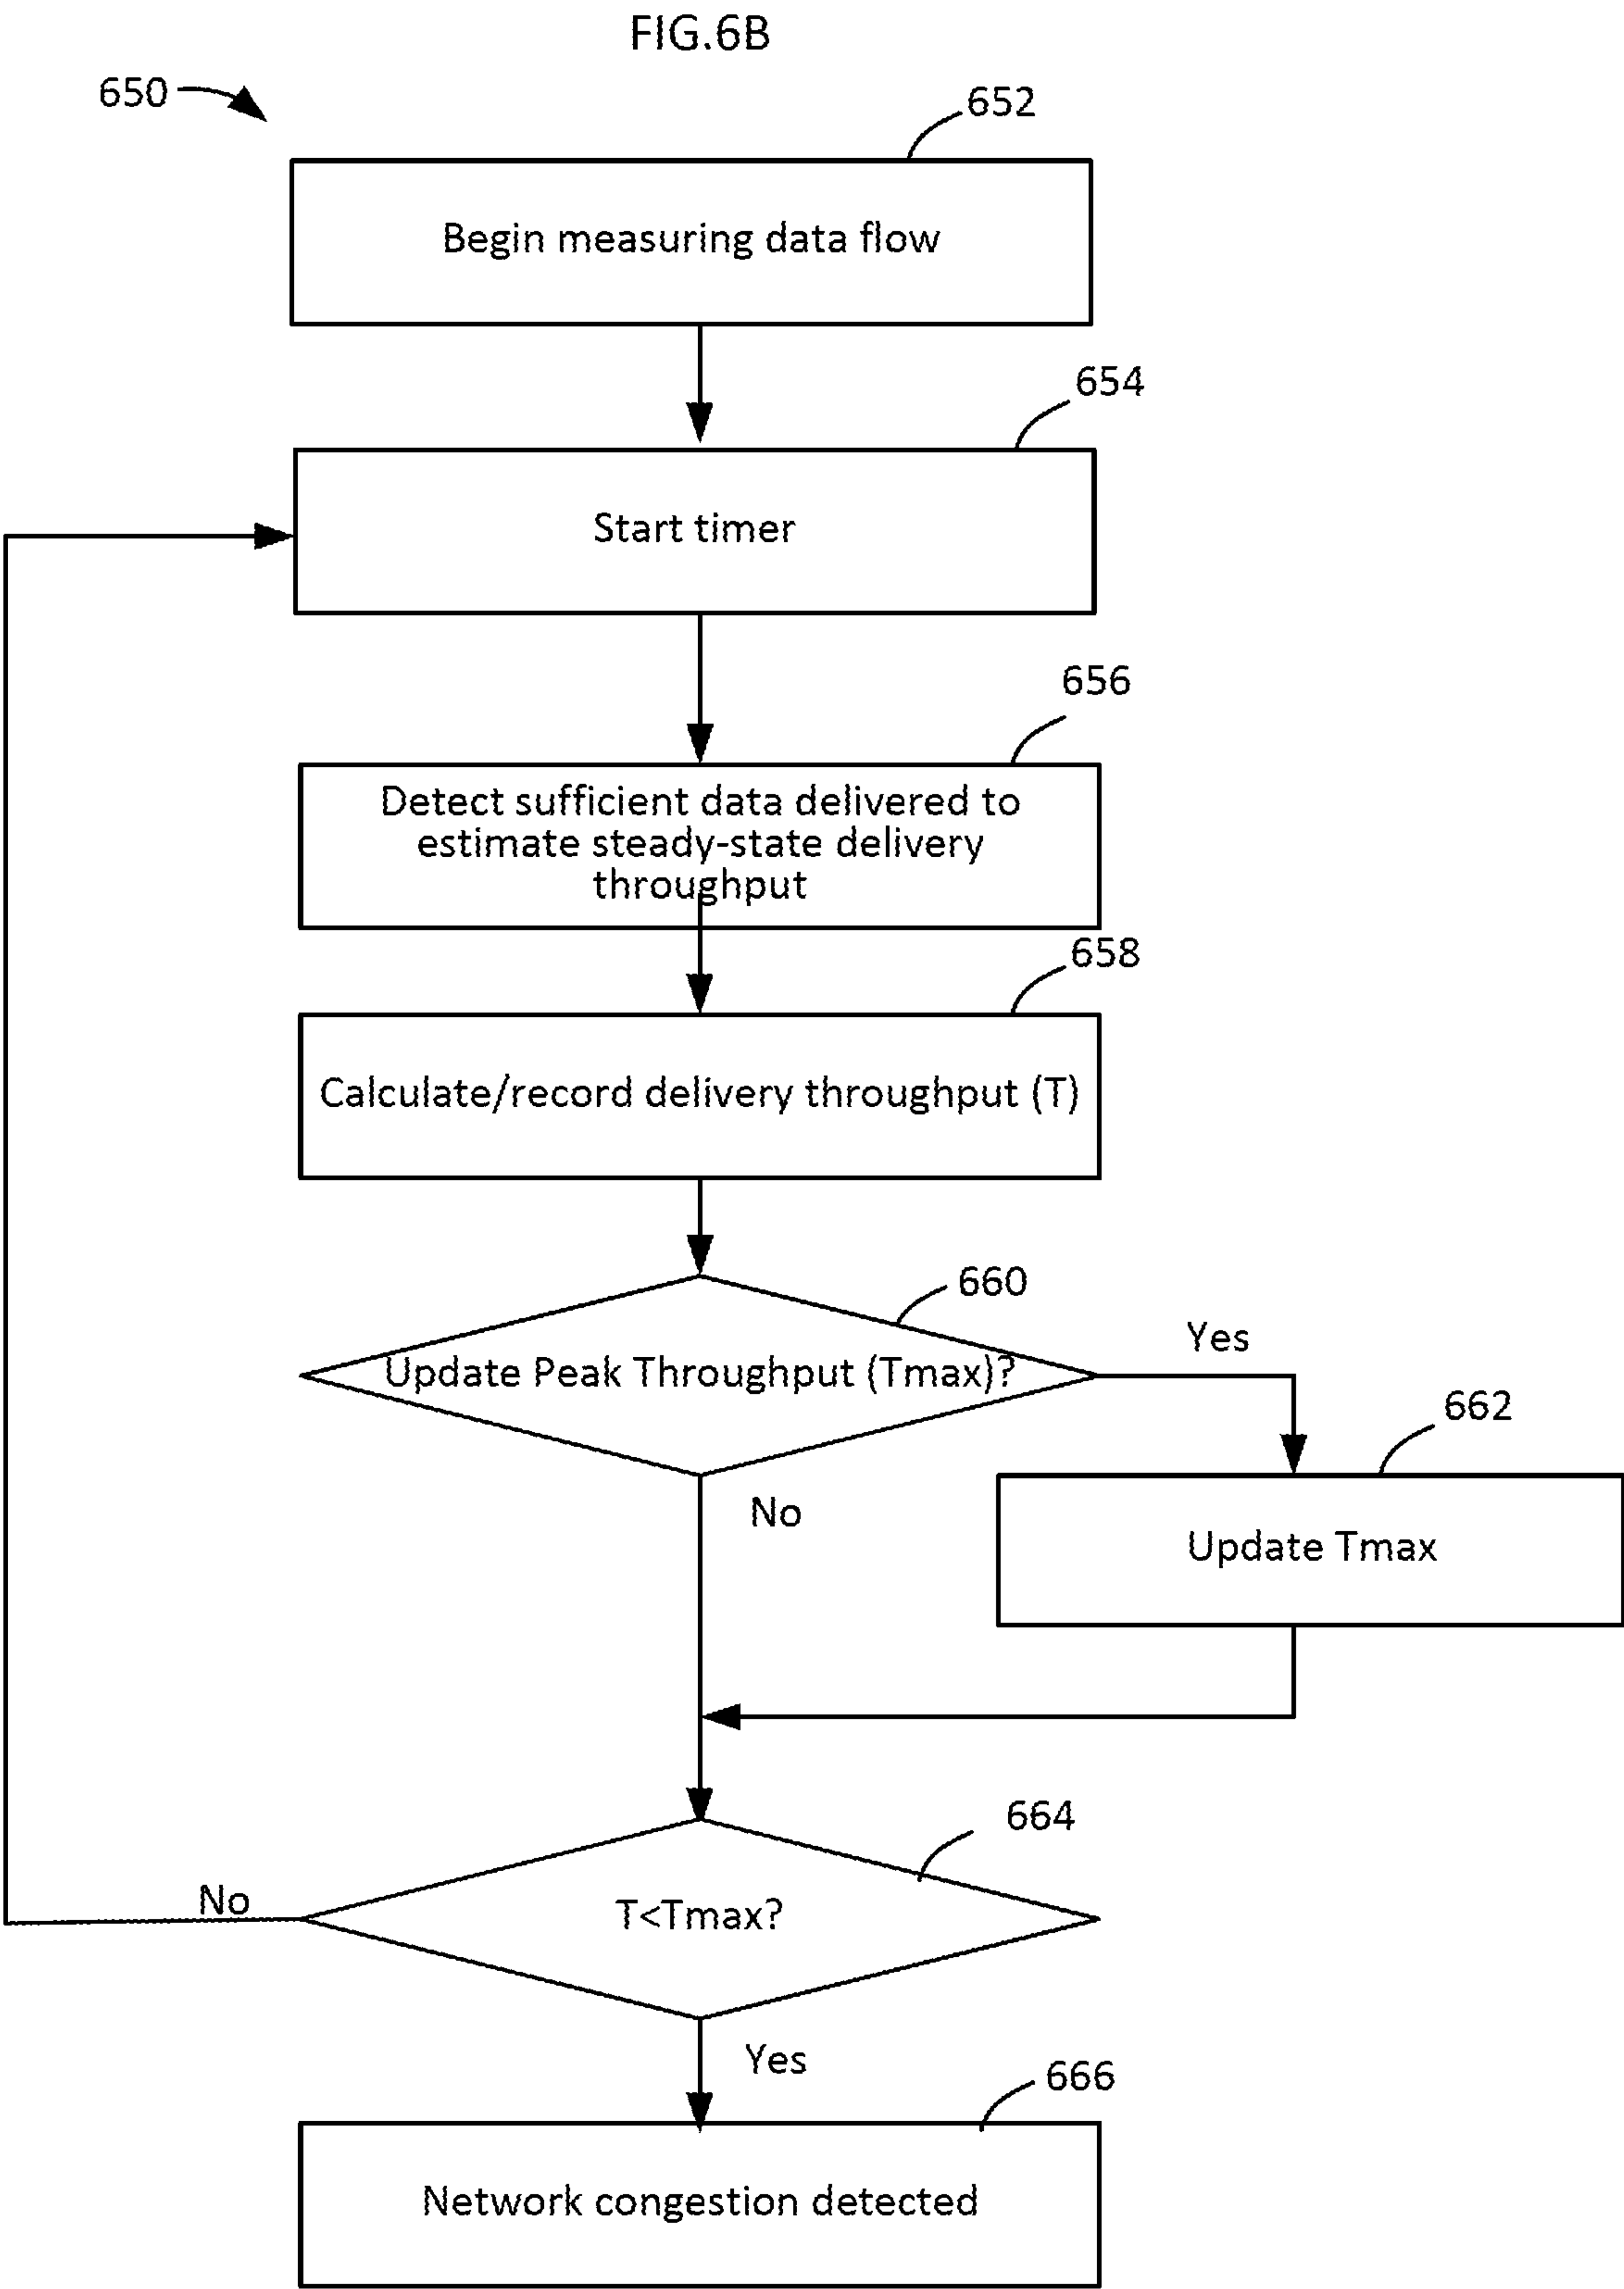 FIG.6B
650
652
Begin measuring data flow
654
Start timer
656
Detect sufficient data delivered to
estimate steady-state delivery
throughput
658
Calculate/record delivery throughput (T)
660
Update Peak Throughput (Tmax)?
Yes
662
No
Update Tmax
664
No
T<Tmax?
Yes
666
Network congestion detected